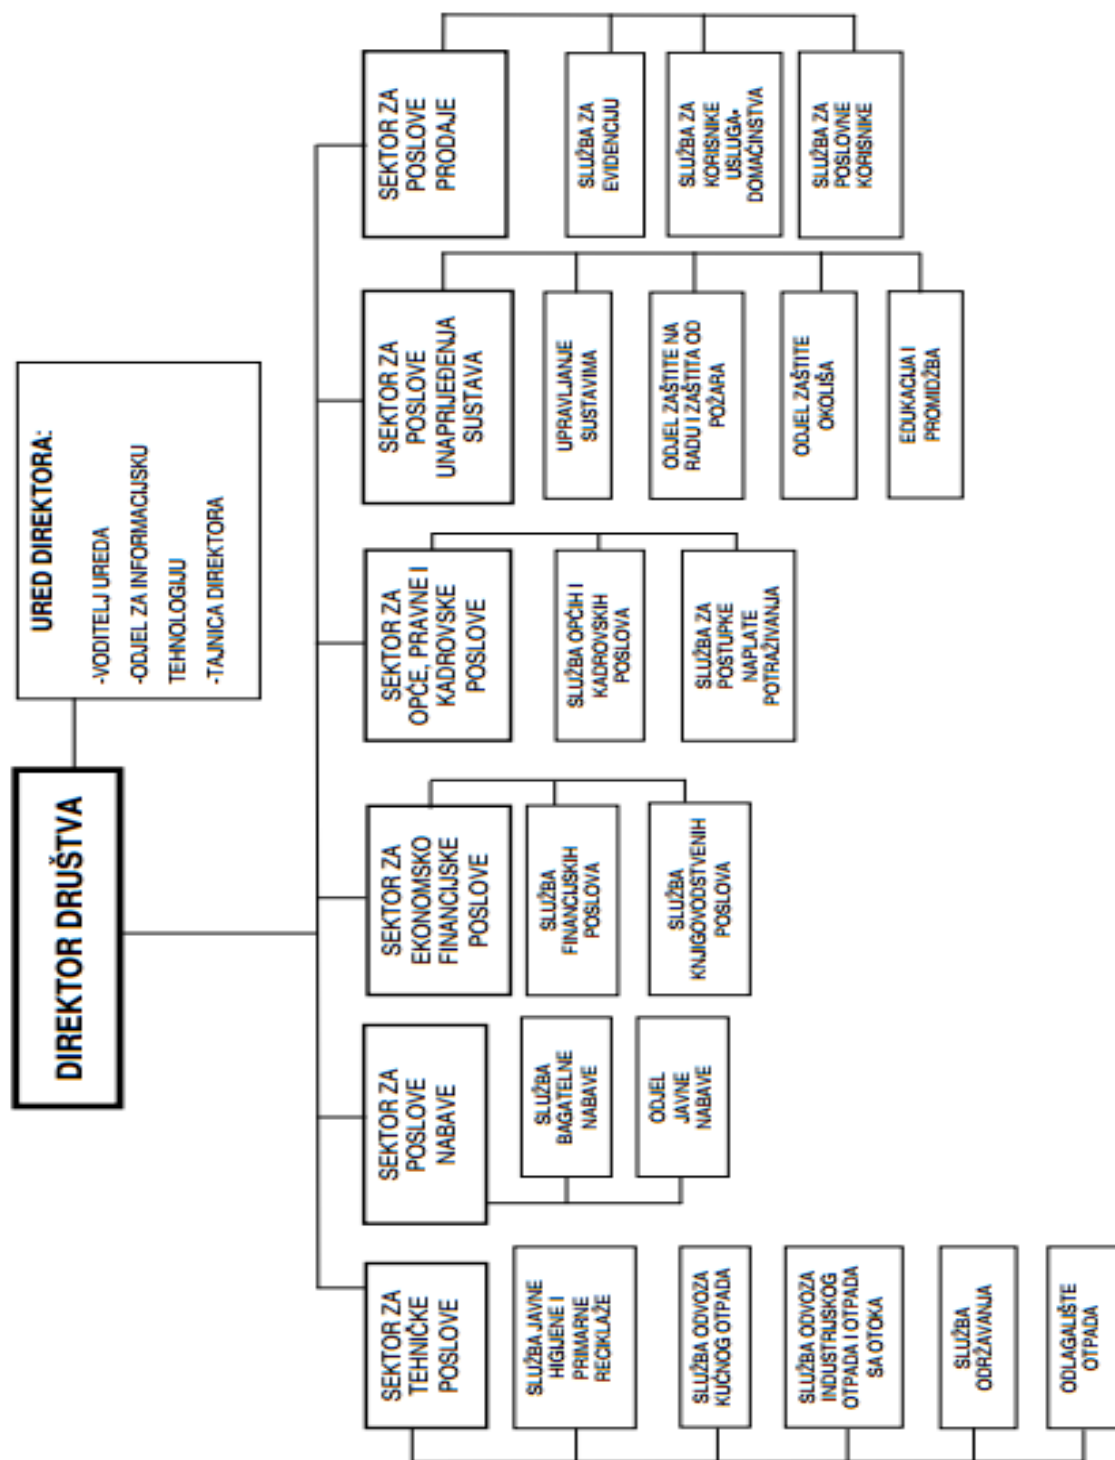 DIREKTOR DRUŠTVA
URED DIREKTORA:
-VODITELJ UREDA
-ODJEL ZA INFORMACIJSKU
TEHNOLOGIJU
-TAJNICA DIREKTORA
SEKTOR ZA
TEHNIČKE
POSLOVE
SLUŽBA JAVNE
HIGIJENE I
PRIMARNE
RECIKLAŽE
SLUŽBA ODVOZA
KUĆNOG OTPADA
SLUŽBA ODVOZA
INDUSTRIJSKOG
OTPADA I OTPADA
SA OTOKA
SLUŽBA
ODRŽAVANJA
ODLAGALIŠTE
OTPADA
SEKTOR ZA
POSLOVE
NABAVE
SLUŽBA
BAGATELNE
NABAVE
ODJEL
JAVNE
NABAVE
SEKTOR ZA
EKONOMSKO
FINANCIJSKE
POSLOVE
SLUŽBA
FINANCIJSKIH
POSLOVA
SLUŽBA
KNJIGOVODSTVENIH
POSLOVA
SEKTOR ZA
OPĆE, PRAVNE I
KADROVSKE
POSLOVE
SLUŽBA OPĆIH I
KADROVSKIH
POSLOVA
SLUŽBA ZA
POSTUPKE
NAPLATE
POTRAŽIVANJA
SEKTOR ZA
POSLOVE
UNAPRIJEĐENJA
SUSTAVA
UPRAVLJANJE
SUSTAVIMA
ODJEL ZAŠTITE NA
RADU I ZAŠTITA OD
POŽARA
ODJEL ZAŠTITE
OKOLIŠA
EDUKACIJA I
PROMIDŽBA
SEKTOR ZA
POSLOVE
PRODAJE
SLUŽBA ZA
EVIDENCIJU
SLUŽBA ZA
KORISNIKE
USLUGA-
DOMAĆINSTVA
SLUŽBA ZA
POSLOVNE
KORISNIKE